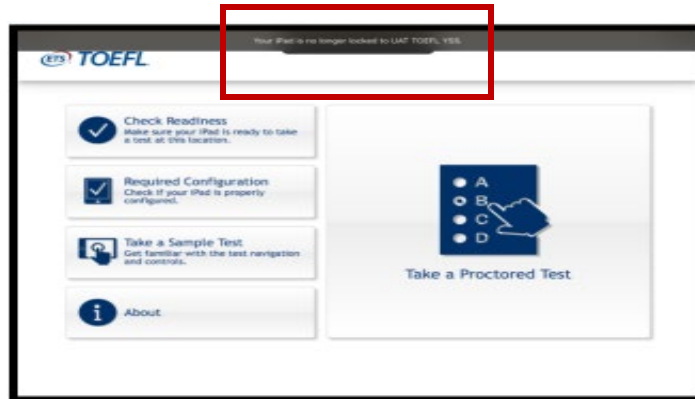 Your iPad is no longer locked to UAT TOEFL YSS.
ETS TOEFL
Check Readiness
Make sure your iPad is ready to take
a test at this location.
Required Configuration
Check if your iPad is properly
configured.
Take a Sample Test
Get familiar with the test navigation
and controls.
About
A
B
C
D
Take a Proctored Test